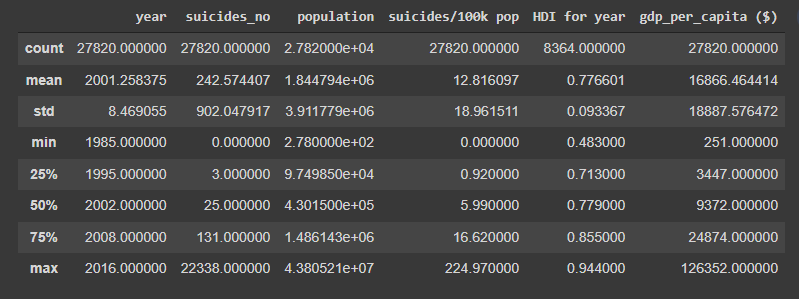 year suicides_no population suicides/100k pop HDI for year gdp_per_capita ($)
count 27820.000000 27820.000000 2.782000e+04 27820.000000 8364.000000 27820.000000
mean 2001.258375 242.574407 1.844794e+06 12.816097 0.776601 16866.464414
std 8.469055 902.047917 3.911779e+06 18.961511 0.093367 18887.576472
min 1985.000000 0.000000 2.780000e+02 0.000000 0.483000 251.000000
25% 1995.000000 3.000000 9.749850e+04 0.920000 0.713000 3447.000000
50% 2002.000000 25.000000 4.301500e+05 5.990000 0.779000 9372.000000
75% 2008.000000 131.000000 1.486143e+06 16.620000 0.855000 24874.000000
max 2016.000000 22338.000000 4.380521e+07 224.970000 0.944000 126352.000000